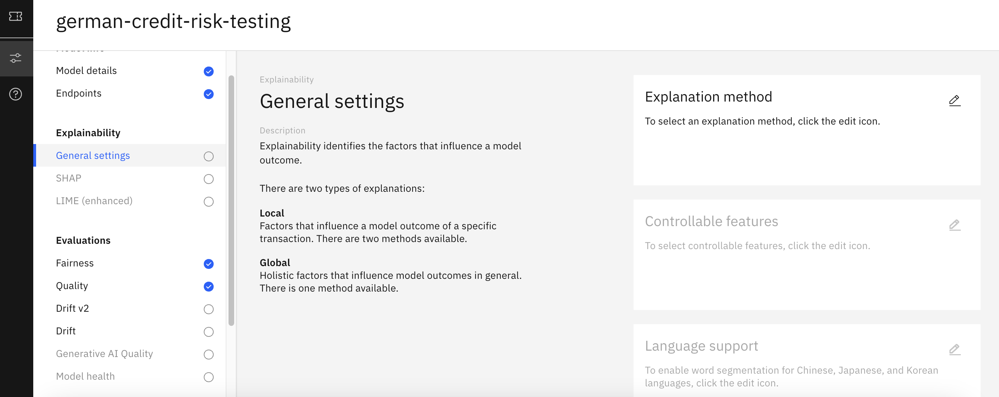 german-credit-risk-testing
Model details
Endpoints
Explainability
General settings
SHAP
LIME (enhanced)
Evaluations
Fairness
Quality
Drift v2
Drift
Generative AI Quality
Model health
Explainability
General settings
Description
Explainability identifies the factors that influence a model
outcome.
There are two types of explanations:
Local
Factors that influence a model outcome of a specific
transaction. There are two methods available.
Global
Holistic factors that influence model outcomes in general.
There is one method available.
Explanation method
To select an explanation method, click the edit icon.
Controllable features
To select controllable features, click the edit icon.
Language support
To enable word segmentation for Chinese, Japanese, and Korean
languages, click the edit icon.